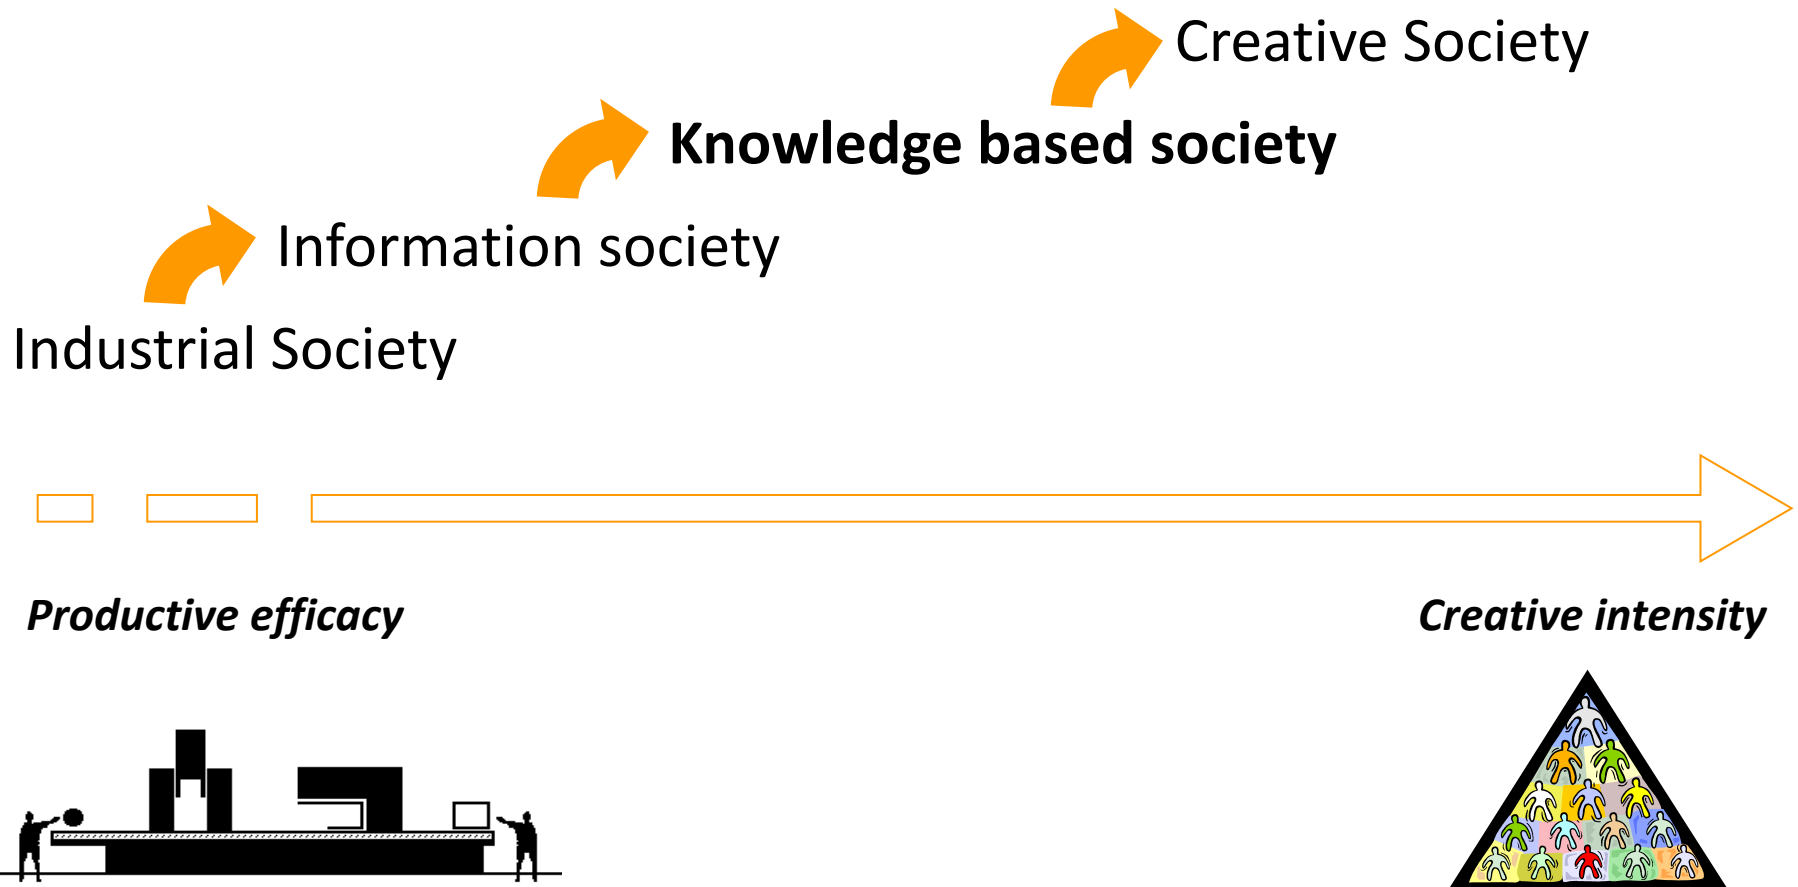 Creative Society
Knowledge based society
Information society
Industrial Society
Productive efficacy
Creative intensity